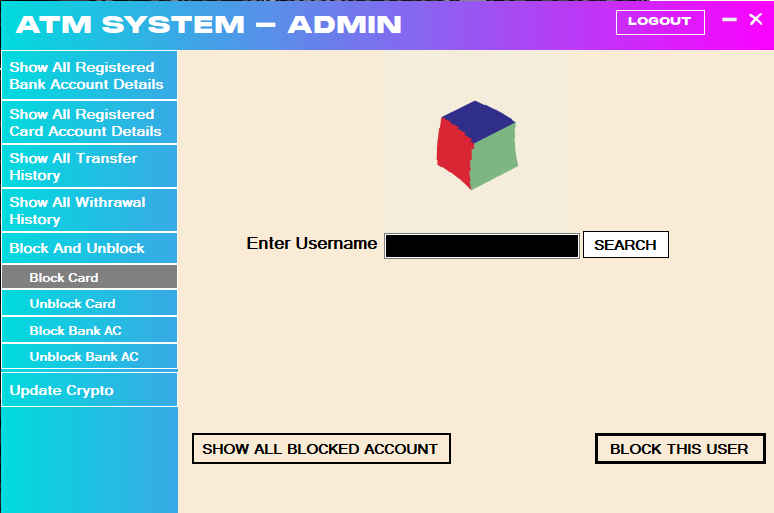 ATM SYSTEM – ADMIN
LOGOUT
Show All Registered
Bank Account Details
Show All Registered
Card Account Details
Show All Transfer
History
Show All Withrawal
History
Block And Unblock
Block Card
Unblock Card
Block Bank AC
Unblock Bank AC
Update Crypto
Enter Username
SEARCH
SHOW ALL BLOCKED ACCOUNT
BLOCK THIS USER